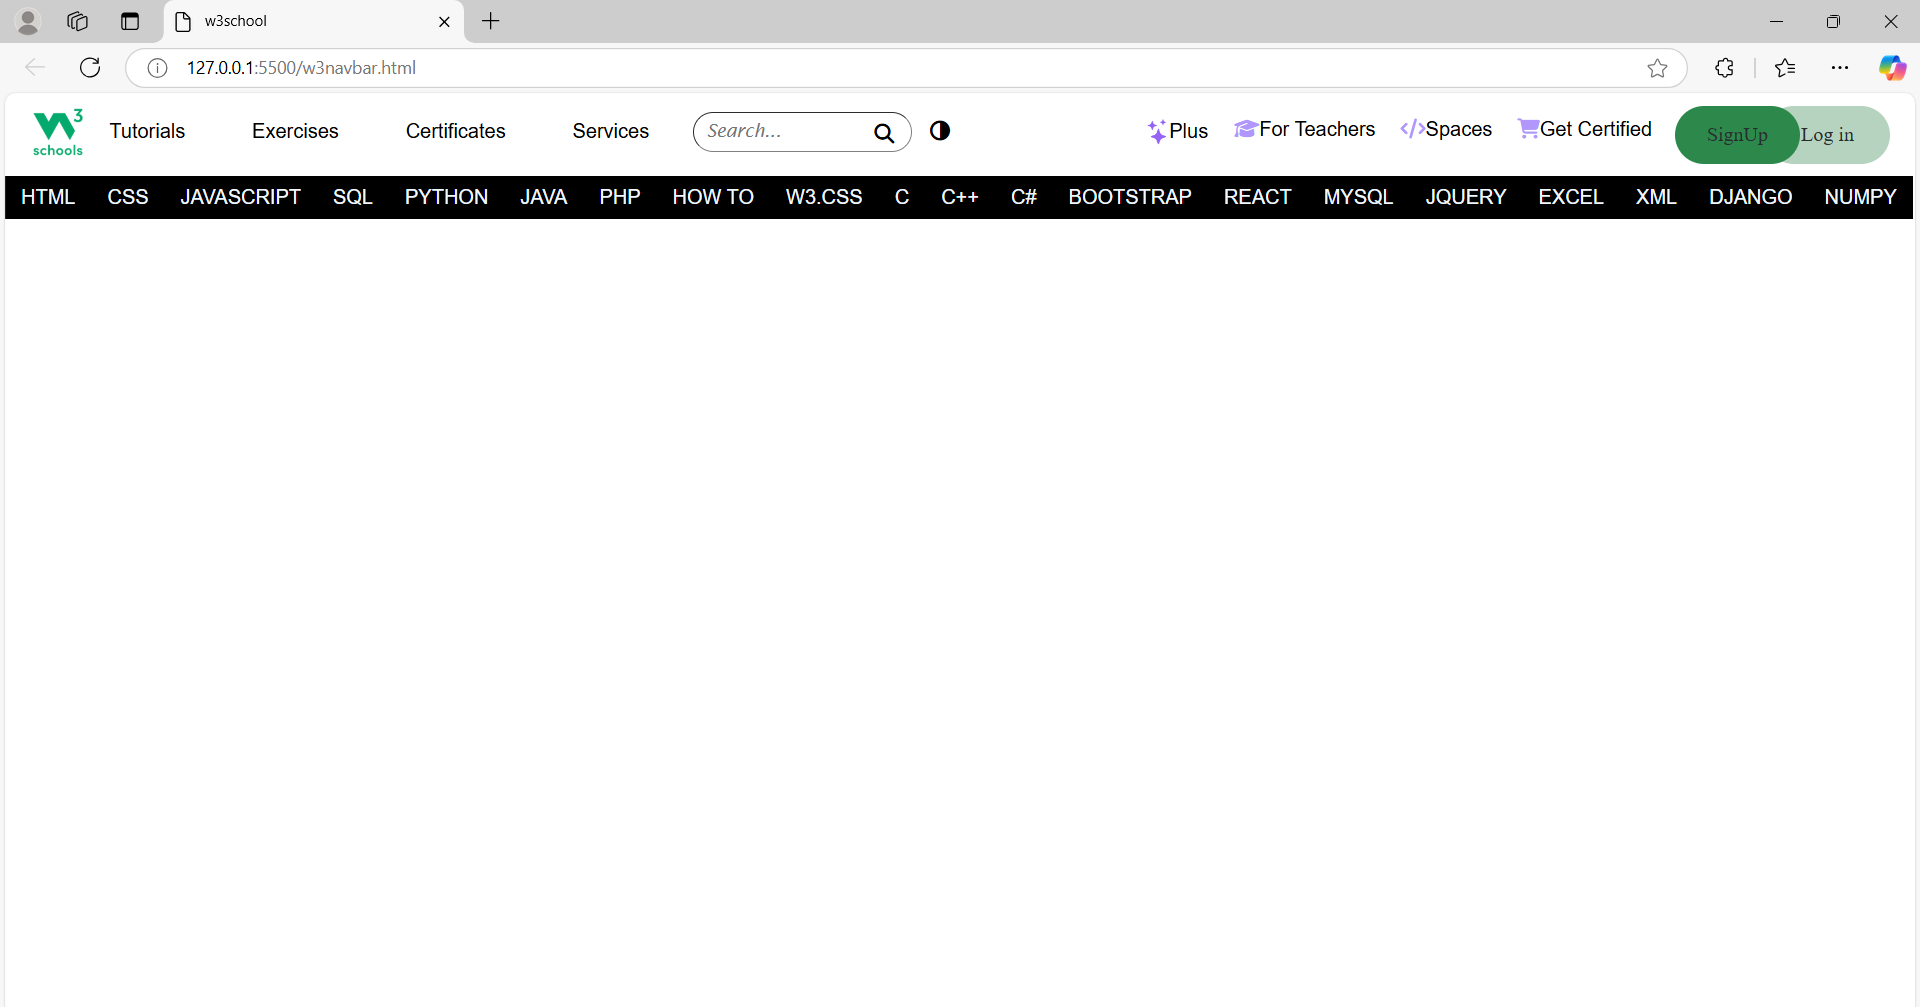 w3school
127.0.0.1:5500/w3navbar.html
W3 schools Tutorials Exercises Certificates Services Search... Plus For Teachers </>Spaces Get Certified SignUp Log in
HTML CSS JAVASCRIPT SQL PYTHON JAVA PHP HOW TO W3.CSS C C++ C# BOOTSTRAP REACT MYSQL JQUERY EXCEL XML DJANGO NUMPY